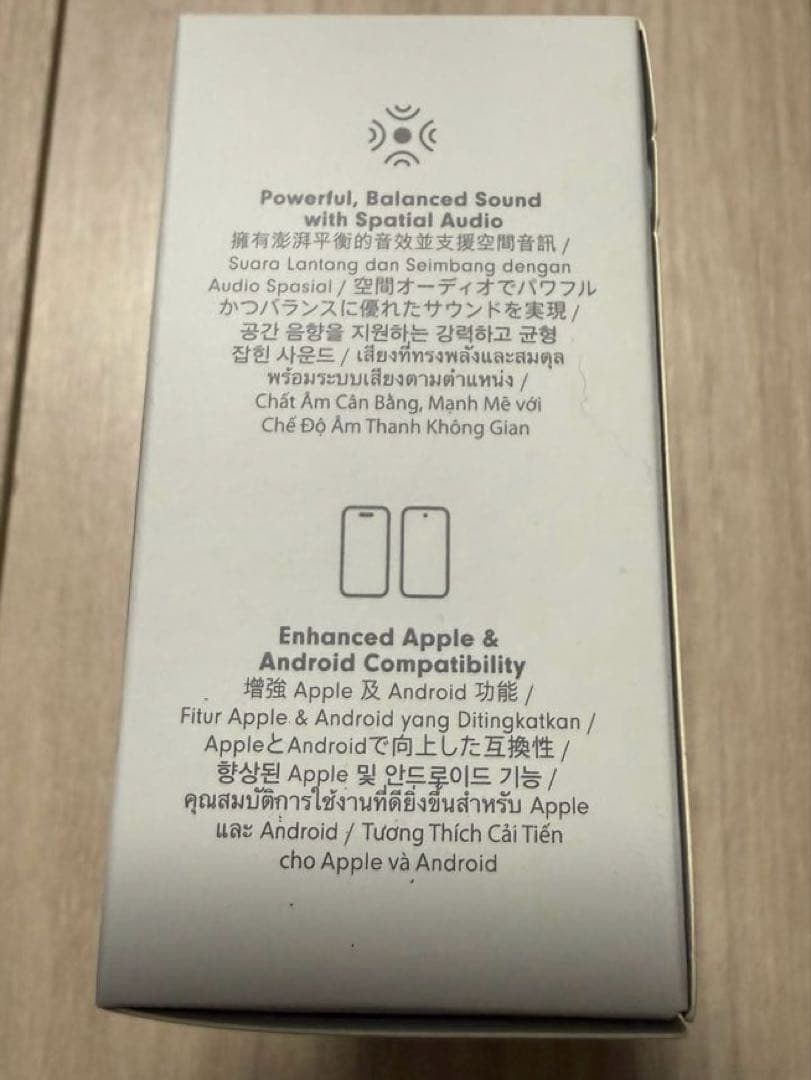 Powerful, Balanced Sound
with Spatial Audio
擁有澎湃平衡的音效並支援空間音訊 /
Suara Lantang dan Seimbang dengan
Audio Spasial / 空間オーディオでパワフル
かつバランスに優れたサウンドを実現 /
공간 음향을 지원하는 강력하고 균형
잡힌 사운드 / เสียงที่ทรงพลังและสมดุล
พร้อมระบบเสียงตามตำแหน่ง /
Chất Âm Cân Bằng, Mạnh Mẽ với
Chế Độ Âm Thanh Không Gian
Enhanced Apple &
Android Compatibility
增強 Apple 及 Android 功能 /
Fitur Apple & Android yang Ditingkatkan /
AppleとAndroidで向上した互換性 /
향상된 Apple 및 안드로이드 기능 /
คุณสมบัติการใช้งานที่ดียิ่งขึ้นสำหรับ Apple
และ Android / Tương Thích Cải Tiến
cho Apple và Android